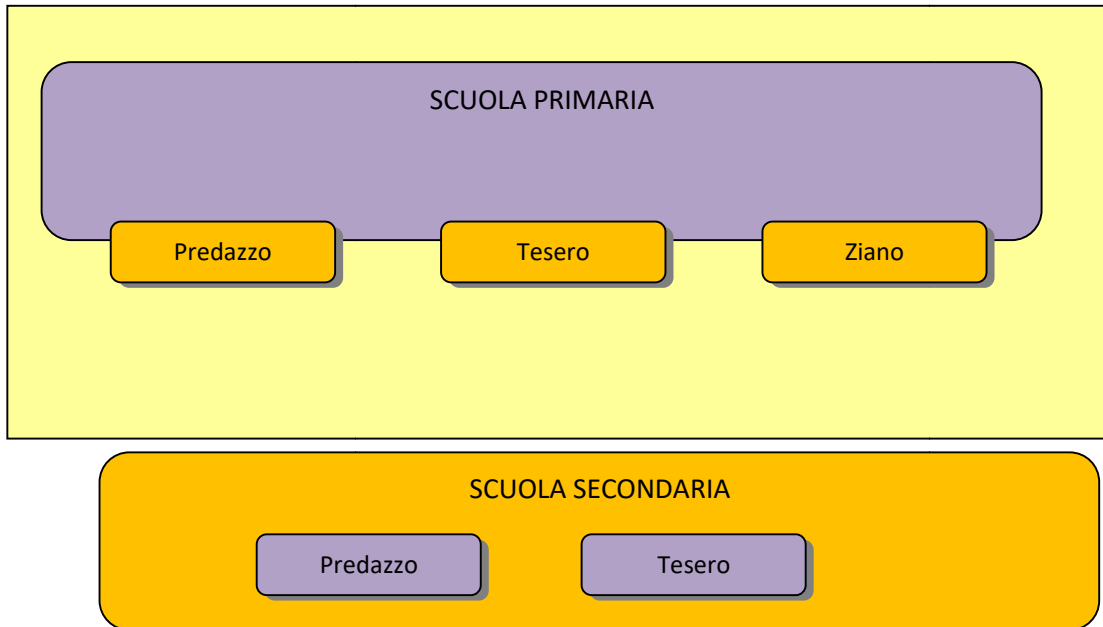 SCUOLA PRIMARIA
Predazzo
Tesero
Ziano
SCUOLA SECONDARIA
Predazzo
Tesero